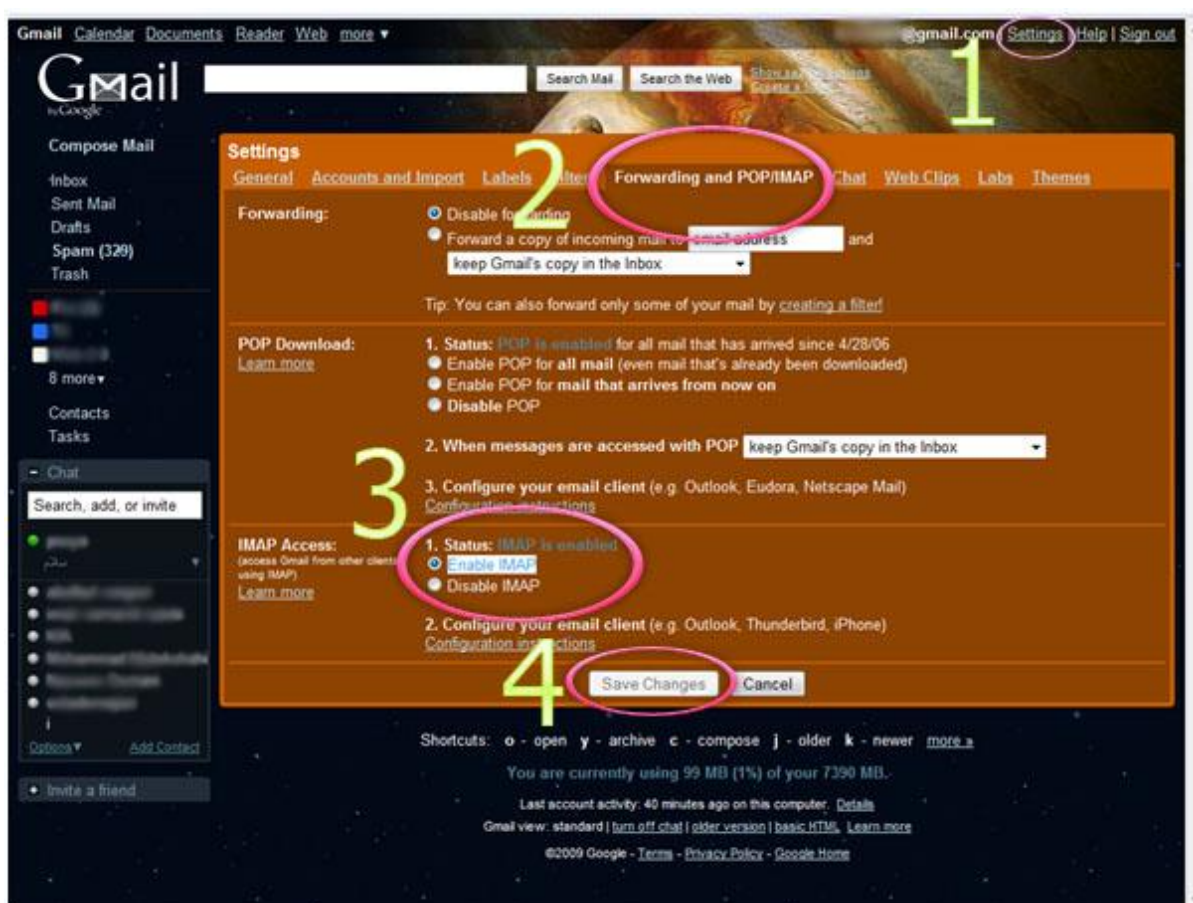 Gmail Calendar Documents Reader Web more ▼
@gmail.com | Settings | Help | Sign out
1
Gmail
by Google
Search Mail
Search the Web
Compose Mail
Inbox
Sent Mail
Drafts
Spam (329)
Trash
8 more▼
Contacts
Tasks
- Chat
Search, add, or invite
سلام
i
Options▼ Add Contact
+ Invite a friend
Settings
2
General Accounts and Import Labels Filters Forwarding and POP/IMAP Chat Web Clips Labs Themes
Forwarding:
Disable forwarding
Forward a copy of incoming mail to email address and
keep Gmail's copy in the Inbox
Tip: You can also forward only some of your mail by creating a filter!
POP Download:
Learn more
1. Status: POP is enabled for all mail that has arrived since 4/28/06
Enable POP for all mail (even mail that's already been downloaded)
Enable POP for mail that arrives from now on
Disable POP
2. When messages are accessed with POP keep Gmail's copy in the Inbox
3. Configure your email client (e.g. Outlook, Eudora, Netscape Mail)
Configuration instructions
3
IMAP Access:
(access Gmail from other clients
using IMAP)
Learn more
1. Status: IMAP is enabled
Enable IMAP
Disable IMAP
2. Configure your email client (e.g. Outlook, Thunderbird, iPhone)
Configuration instructions
4
Save Changes
Cancel
Shortcuts: o - open y - archive c - compose j - older k - newer more »
You are currently using 99 MB (1%) of your 7390 MB.
Last account activity: 40 minutes ago on this computer. Details
Gmail view: standard | turn off chat | older version | basic HTML Learn more
©2009 Google - Terms - Privacy Policy - Google Home